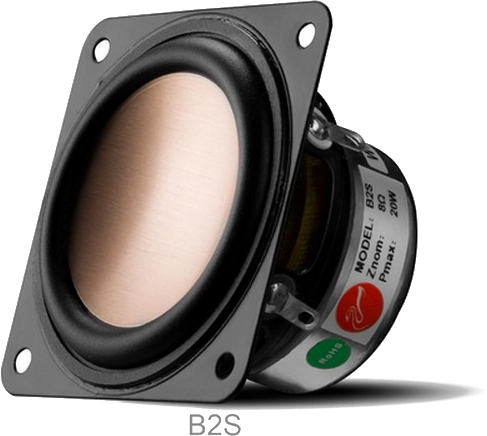 MODEL: B2S
Znom: 8Ω
Pmax: 20W
RoHS
B2S